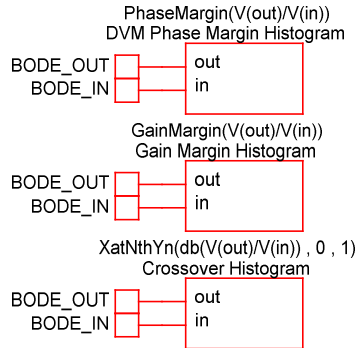 PhaseMargin(V(out)/V(in))
DVM Phase Margin Histogram
BODE_OUT out
BODE_IN in
GainMargin(V(out)/V(in))
Gain Margin Histogram
BODE_OUT out
BODE_IN in
XatNthYn(db(V(out)/V(in)) , 0 , 1)
Crossover Histogram
BODE_OUT out
BODE_IN in